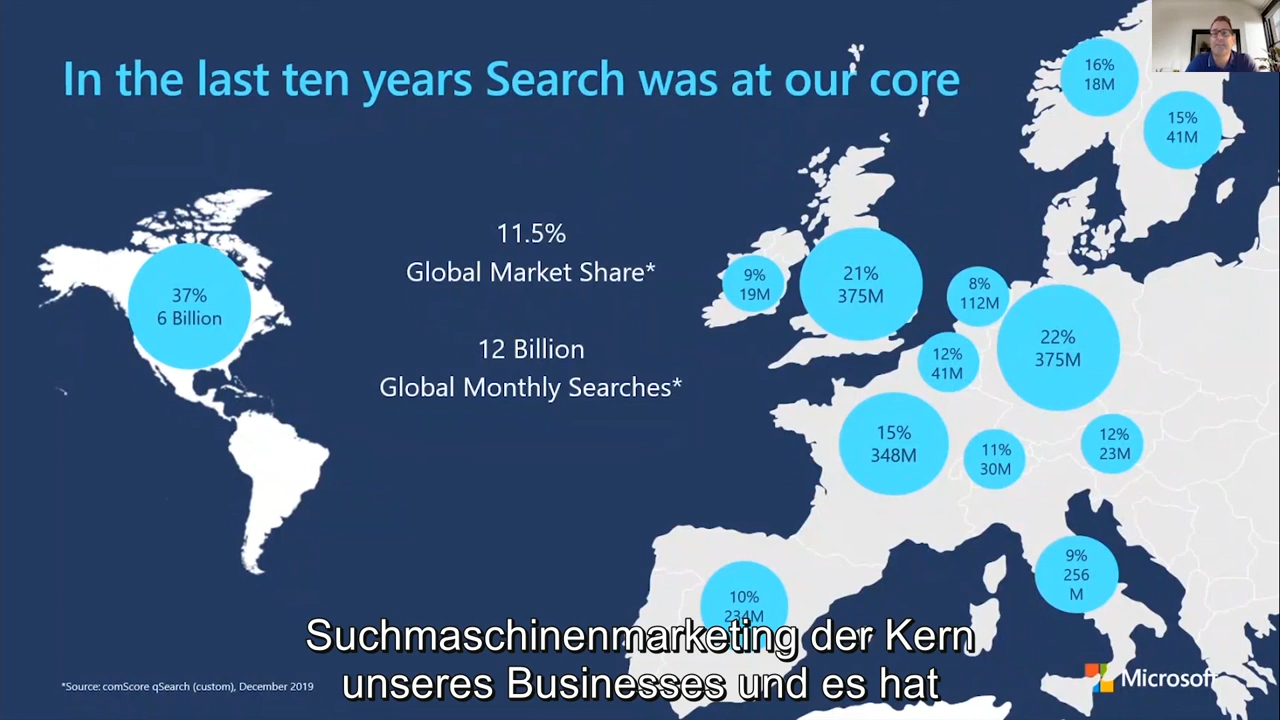 In the last ten years Search was at our core
16%
18M
15%
41M
11.5%
Global Market Share*
12 Billion
Global Monthly Searches*
37%
6 Billion
9%
19M
21%
375M
8%
112M
12%
41M
22%
375M
15%
348M
11%
30M
12%
23M
10%
234M
9%
256
M
Suchmaschinenmarketing der Kern
unseres Businesses und es hat
*Source: comScore qSearch (custom), December 2019
Microsoft